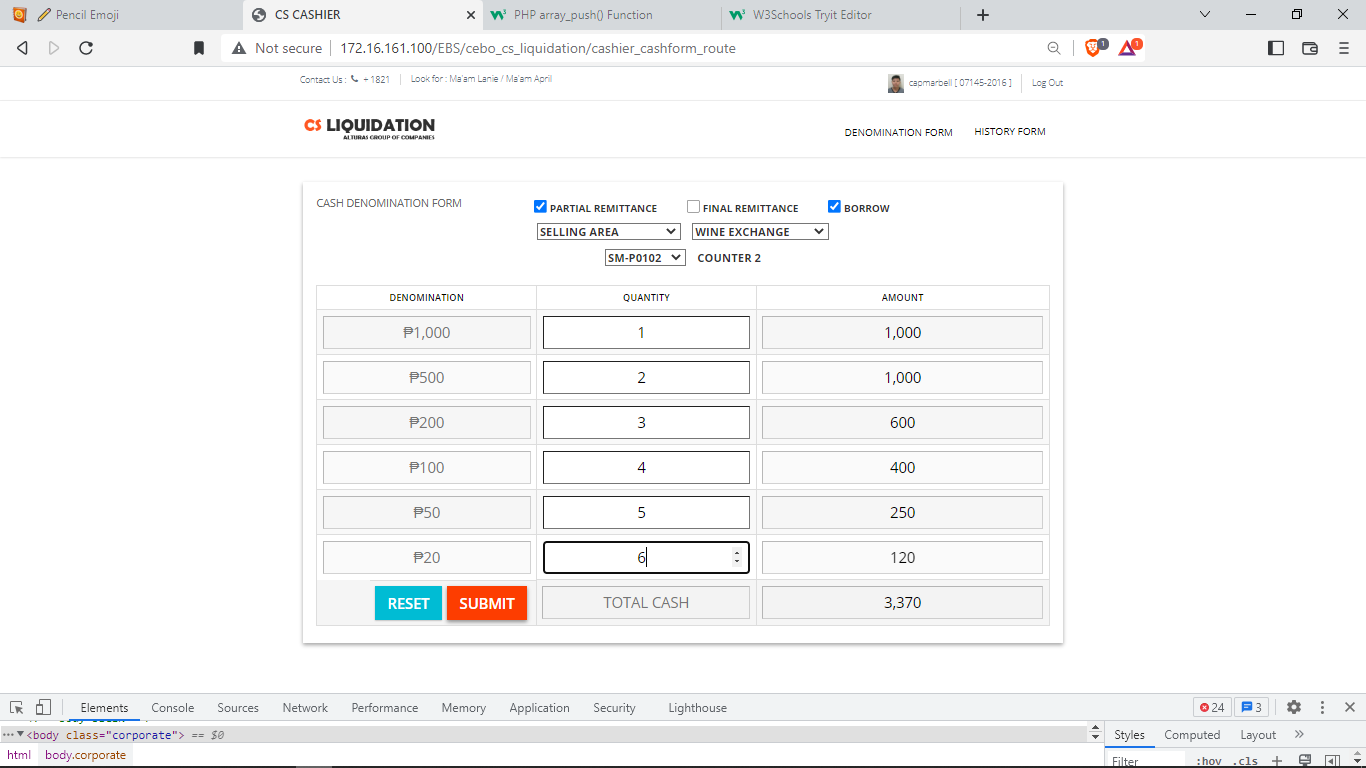 Pencil Emoji
CS CASHIER
PHP array_push() Function
W3Schools Tryit Editor
Not secure 172.16.161.100/EBS/cebo_cs_liquidation/cashier_cashform_route
1
1
Contact Us : + 1821 Look for : Ma'am Lanie / Ma'am April
capmarbell [ 07145-2016 ] Log Out
CS LIQUIDATION
ALTURAS GROUP OF COMPANIES
DENOMINATION FORM HISTORY FORM
CASH DENOMINATION FORM
PARTIAL REMITTANCE FINAL REMITTANCE BORROW
SELLING AREA WINE EXCHANGE
SM-P0102 COUNTER 2
DENOMINATION QUANTITY AMOUNT
₱1,000 1 1,000
₱500 2 1,000
₱200 3 600
₱100 4 400
₱50 5 250
₱20 6 120
RESET SUBMIT TOTAL CASH 3,370
Elements Console Sources Network Performance Memory Application Security Lighthouse 24 3
<body class="corporate"> == $0
html body.corporate
Styles Computed Layout
Filter :hov .cls